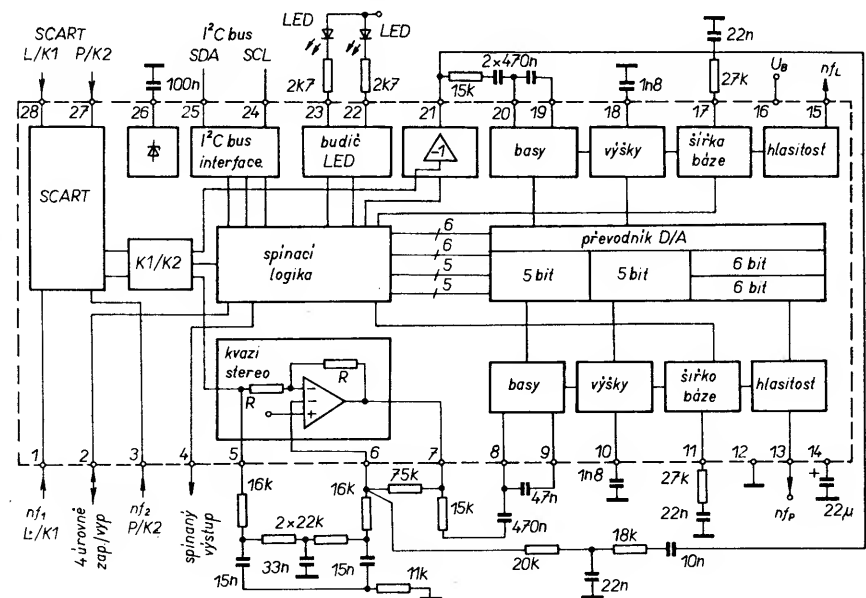 SCART
L/K1 P/K2
I²C bus
SDA SCL
LED
LED
100n
2k7
2k7
15k
2×470n
1n8
22n
27k
U_B
nf_L
28
27
26
25
24
23
22
21
20
19
18
17
16
15
SCART
I²C bus
interface
budič
LED
-1
basy
výšky
šířka
báze
hlasitost
K1/K2
spínací
logika
6
6
5
5
převodník D/A
5 bit
5 bit
6 bit
6 bit
kvazi
stereo
R
R
-
-
+
basy
výšky
šířko
báze
hlasitost
1
2
3
4
5
6
7
8
9
10
11
12
13
14
nf₁
L/K1
4 úrovně
zap./vyp
nf₂
P/K2
spínaný
výstup
16k
16k
75k
15k
47n
470n
1n8
27k
22n
nf_P
+
22µ
2×22k
15n
33n
15n
11k
20k
18k
22n
10n